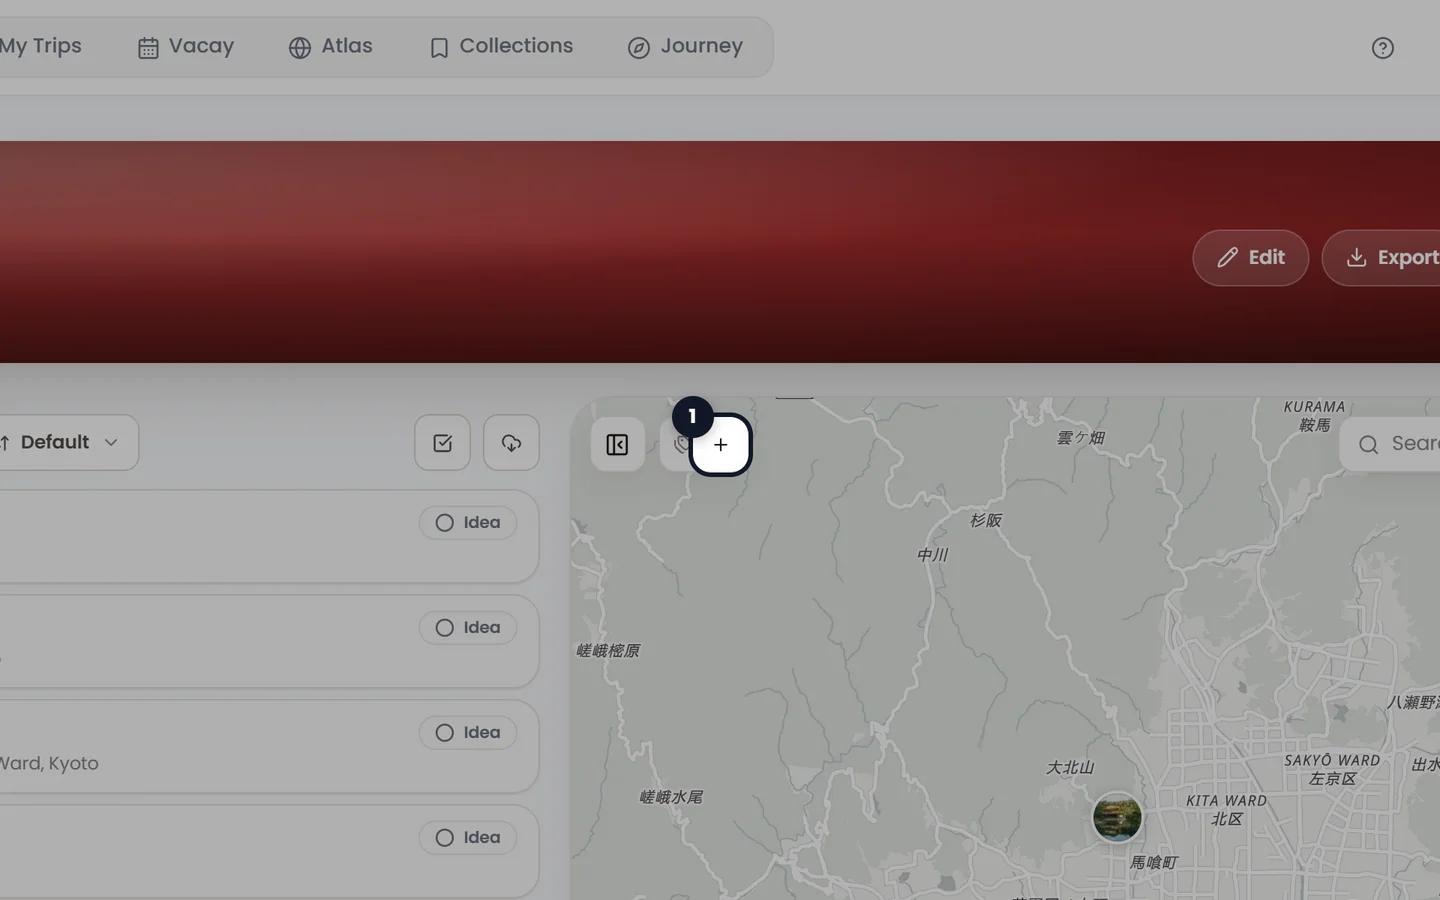 My Trips
Vacay
Atlas
Collections
Journey
Edit
Export
Default
1
Idea
Idea
Idea
Ward, Kyoto
Idea
KURAMA
鞍馬
雲ケ畑
杉阪
中川
嵯峨樒原
嵯峨水尾
大北山
SAKYŌ WARD
左京区
KITA WARD
北区
馬喰町